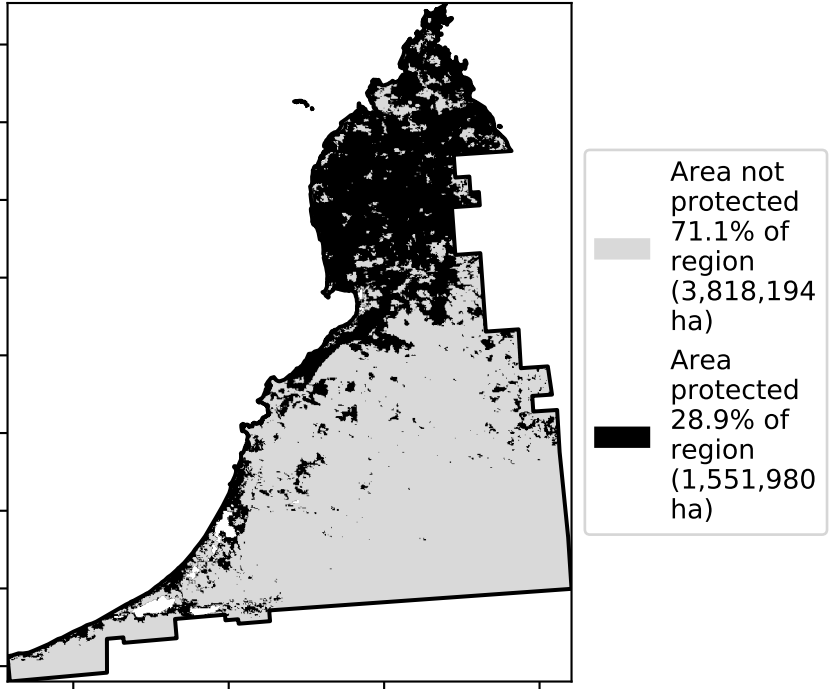 Area not
protected
71.1% of
region
(3,818,194
ha)
Area
protected
28.9% of
region
(1,551,980
ha)